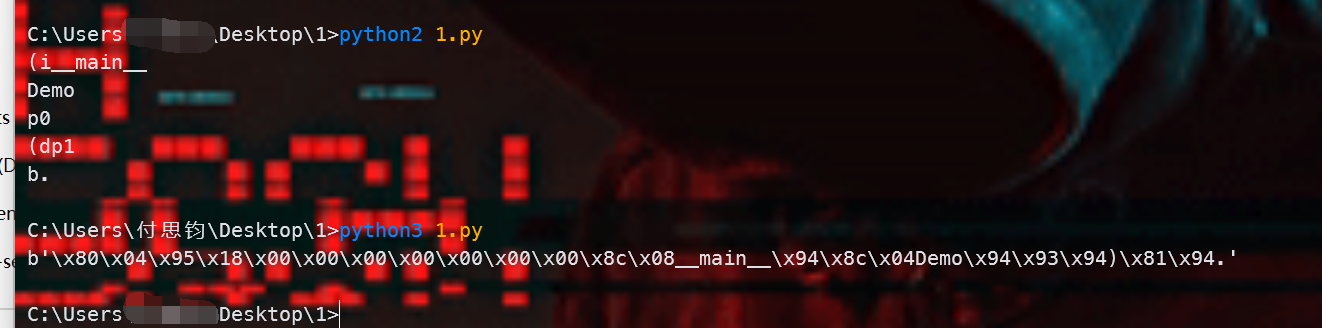 C:\Users \Desktop\1>python2 1.py
(i__main__
Demo
p0
(dp1
b.
C:\Users\付思钧\Desktop\1>python3 1.py
b'\x80\x04\x95\x18\x00\x00\x00\x00\x00\x00\x00\x8c\x08__main__\x94\x8c\x04Demo\x94\x93\x94)\x81\x94.'
C:\Users Desktop\1>